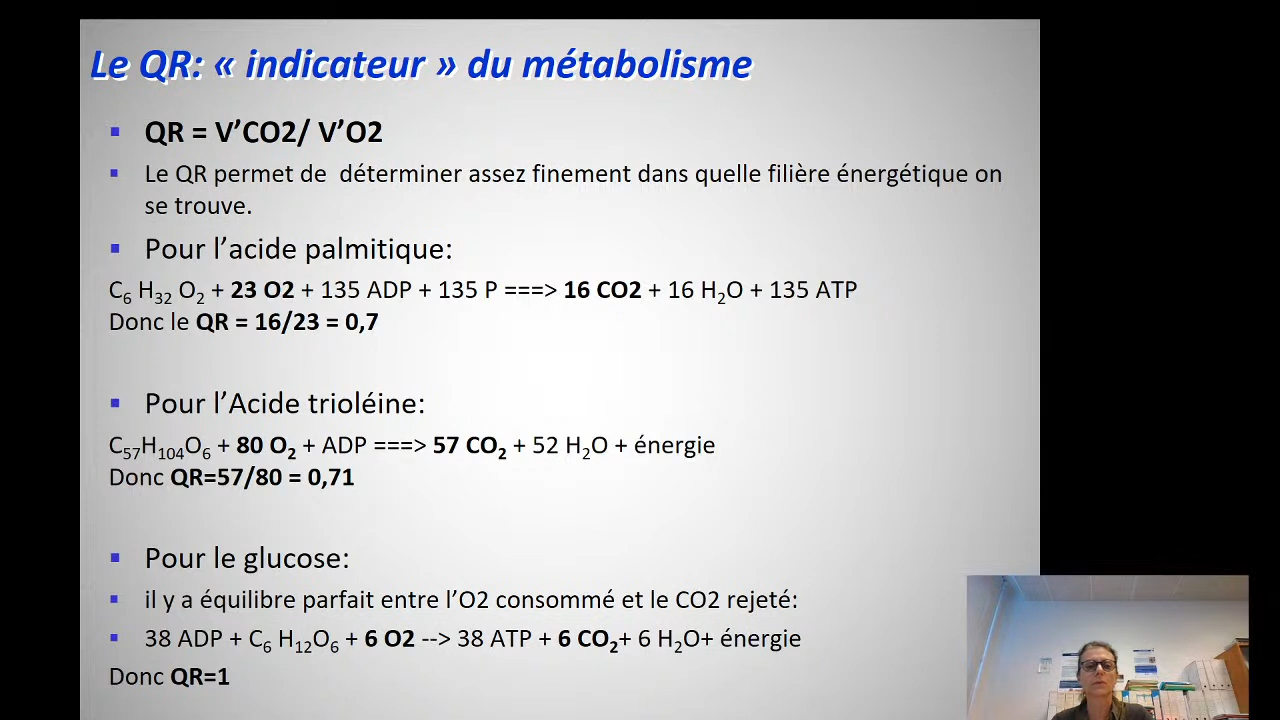 Le QR: « indicateur » du métabolisme
QR = V’CO2/ V’O2
Le QR permet de  déterminer assez finement dans quelle filière énergétique on
se trouve.
Pour l’acide palmitique:
C6 H32 O2 + 23 O2 + 135 ADP + 135 P ===> 16 CO2 + 16 H2O + 135 ATP
Donc le QR = 16/23 = 0,7
Pour l’Acide trioléine:
C57H104O6 + 80 O2 + ADP ===> 57 CO2 + 52 H2O + énergie
Donc QR=57/80 = 0,71
Pour le glucose:
il y a équilibre parfait entre l’O2 consommé et le CO2 rejeté:
38 ADP + C6 H12O6 + 6 O2 --> 38 ATP + 6 CO2+ 6 H2O+ énergie
Donc QR=1